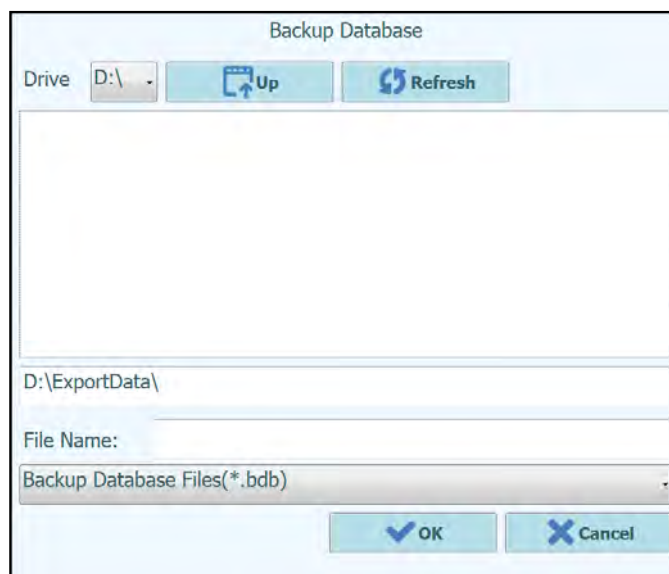 Backup Database
Drive D:\ Up Refresh
D:\ExportData\
File Name:
Backup Database Files(*.bdb)
OK Cancel